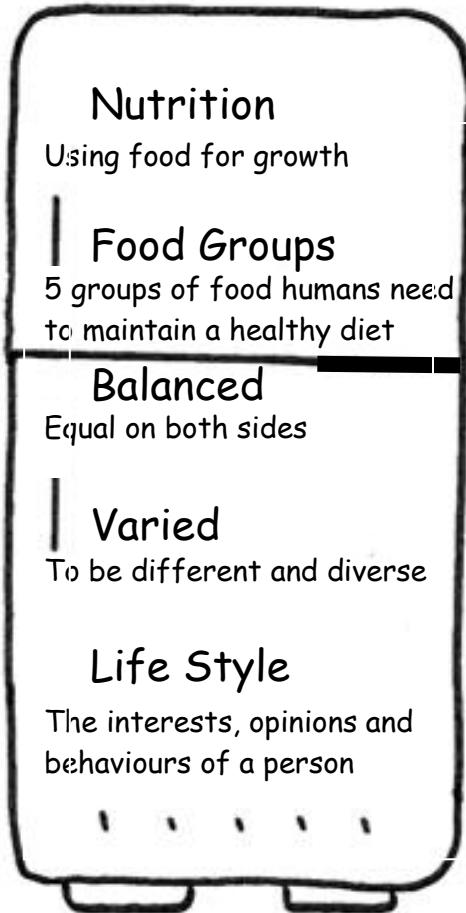 Nutrition
Using food for growth
Food Groups
5 groups of food humans need
to maintain a healthy diet
Balanced
Equal on both sides
Varied
To be different and diverse
Life Style
The interests, opinions and
behaviours of a person